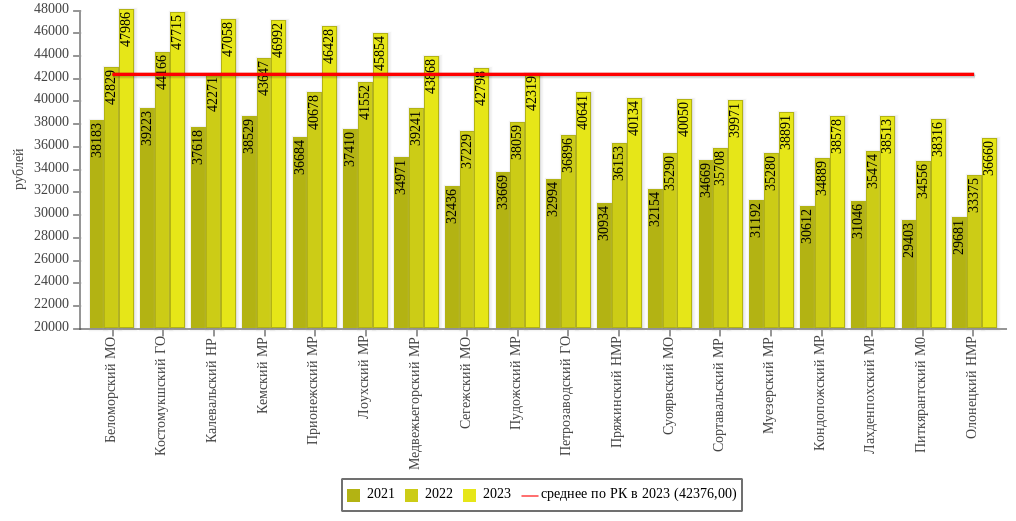 48000
46000
44000
42000
40000
38000
36000
34000
32000
30000
28000
26000
24000
22000
20000
рублей
38183 42829 47986
39223 44166 47715
37618 42271 47058
38529 43647 46992
36684 40678 46428
37410 41552 45854
34971 39241 43868
32436 37229 42798
33669 38059 42319
32994 36896 40641
30934 36153 40134
32154 35290 40050
34669 35708 39971
31192 35280 38891
30612 34889 38578
31046 35474 38513
29403 34556 38316
29681 33375 36660
Беломорский МО
Костомукшский ГО
Калевальский НР
Кемский МР
Прионежский МР
Лоухский МР
Медвежьегорский МР
Сегежский МО
Пудожский МР
Петрозаводский ГО
Пряжинский НМР
Суоярвский МО
Сортавальский МР
Муезерский МР
Кондопожский МР
Лахденпохский МР
Питкярантский М0
Олонецкий НМР
2021 2022 2023 среднее по РК в 2023 (42376,00)